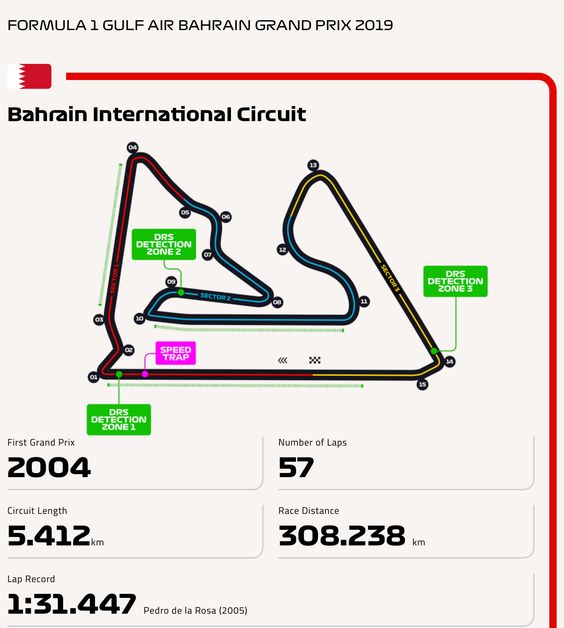 FORMULA 1 GULF AIR BAHRAIN GRAND PRIX 2019
Bahrain International Circuit
04
13
05
06
DRS
DETECTION
ZONE 2
07
12
DRS
DETECTION
ZONE 3
SECTOR 1
SECTOR 3
09
SECTOR 2
08
11
03
10
02
SPEED
TRAP
14
01
15
DRS
DETECTION
ZONE 1
First Grand Prix
2004
Number of Laps
57
Circuit Length
5.412km
Race Distance
308.238 km
Lap Record
1:31.447 Pedro de la Rosa (2005)